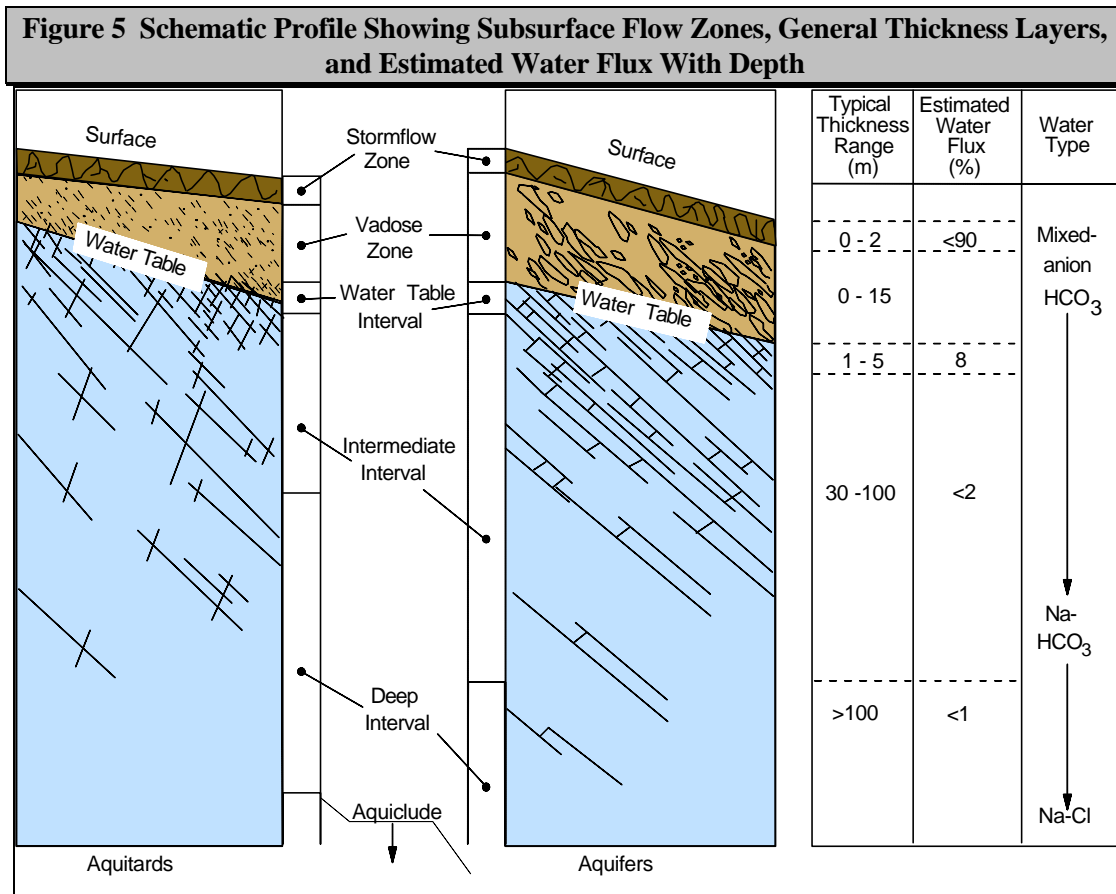 Figure 5 Schematic Profile Showing Subsurface Flow Zones, General Thickness Layers,
and Estimated Water Flux With Depth
Surface
Water Table
Aquitards
Stormflow
Zone
Vadose
Zone
Water Table
Interval
Intermediate
Interval
Deep
Interval
Aquiclude
Surface
Water Table
Aquifers
Typical
Thickness
Range
(m)
Estimated
Water
Flux
(%)
Water
Type
0 - 2 <90
0 - 15
1 - 5 8
30 -100 <2
>100 <1
Mixed-
anion
HCO3
Na-
HCO3
Na-Cl